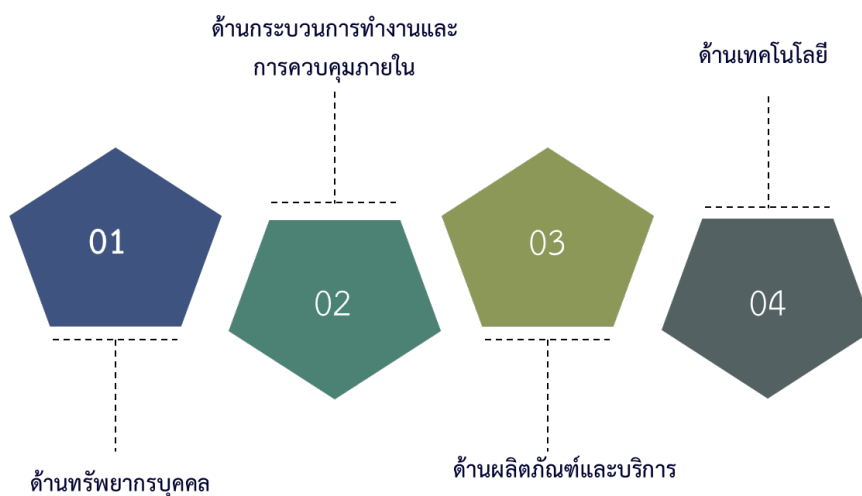 01
ด้านทรัพยากรบุคคล
ด้านกระบวนการทำงานและ
การควบคุมภายใน
02
03
ด้านผลิตภัณฑ์และบริการ
ด้านเทคโนโลยี
04